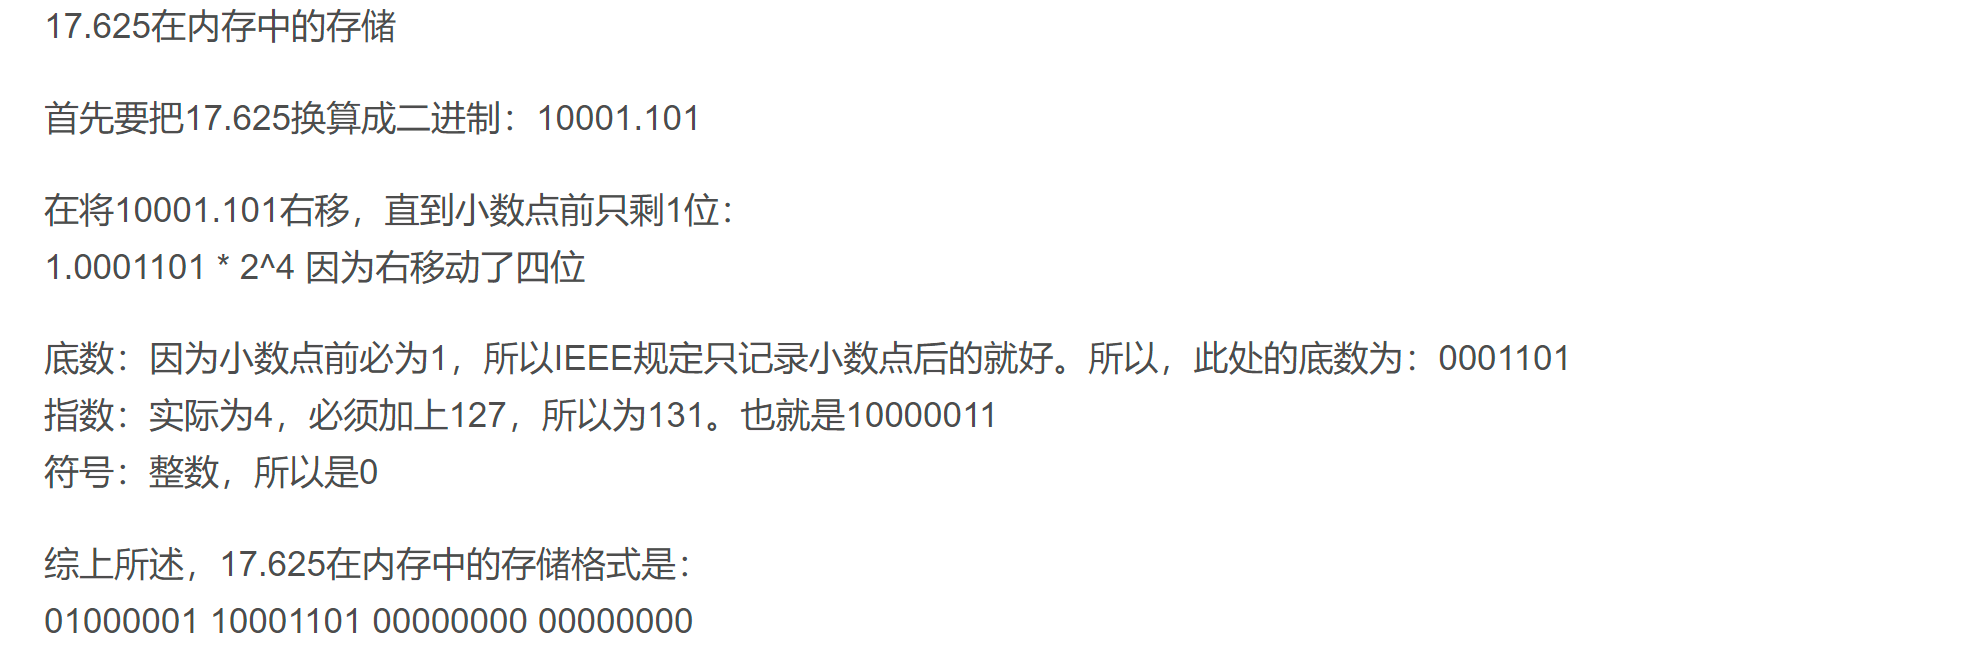 17.625在内存中的存储
首先要把17.625换算成二进制：10001.101
在将10001.101右移，直到小数点前只剩1位：
1.0001101 * 2^4 因为右移动了四位
底数：因为小数点前必为1，所以IEEE规定只记录小数点后的就好。所以，此处的底数为：0001101
指数：实际为4，必须加上127，所以为131。也就是10000011
符号：整数，所以是0
综上所述，17.625在内存中的存储格式是：
01000001 10001101 00000000 00000000